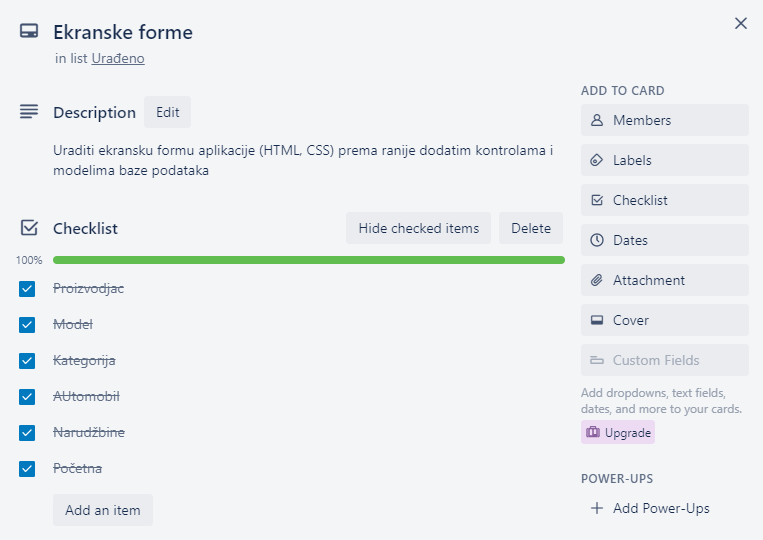 Ekranske forme
in list Urađeno
Description Edit
Uraditi ekransku formu aplikacije (HTML, CSS) prema ranije dodatim kontrolama i
modelima baze podataka
Checklist Hide checked items Delete
100%
Proizvodjac
Model
Kategorija
AUtomobil
Narudžbine
Početna
Add an item
ADD TO CARD
Members
Labels
Checklist
Dates
Attachment
Cover
Custom Fields
Add dropdowns, text fields,
dates, and more to your cards.
Upgrade
POWER-UPS
Add Power-Ups